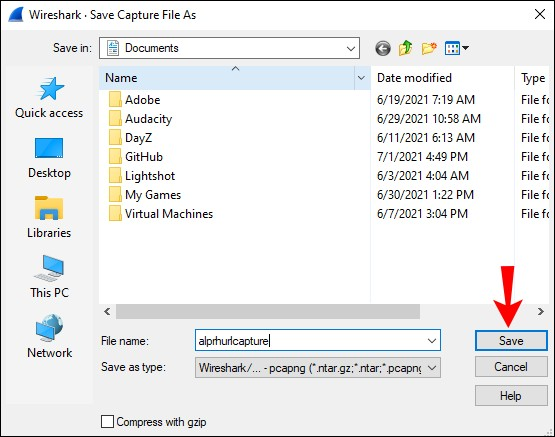 Wireshark · Save Capture File As
Save in: Documents
Name Date modified Type
Adobe 6/19/2021 7:19 AM File fo
Audacity 6/29/2021 10:58 AM File fo
DayZ 6/11/2021 6:13 AM File fo
GitHub 7/1/2021 4:49 PM File fo
Lightshot 6/3/2021 4:04 AM File fo
My Games 6/30/2021 1:22 PM File fo
Virtual Machines 6/7/2021 3:04 PM File fo
Quick access
Desktop
Libraries
This PC
Network
File name: alprhurlcapture Save
Save as type: Wireshark/... - pcapng (*.ntar.gz;*.ntar;*.pcapng Cancel
Help
Compress with gzip